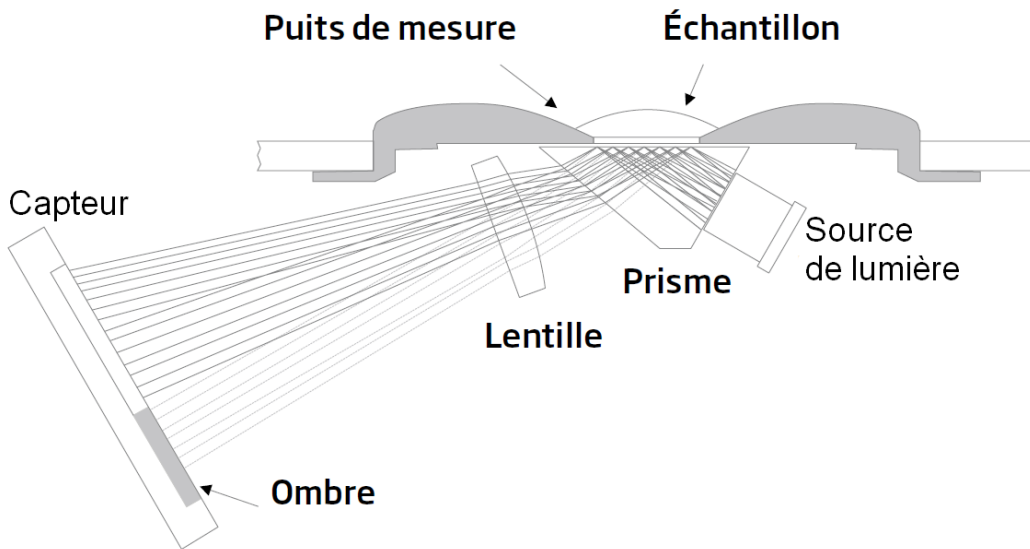 Puits de mesure
Échantillon
Capteur
Source
de lumière
Prisme
Lentille
Ombre